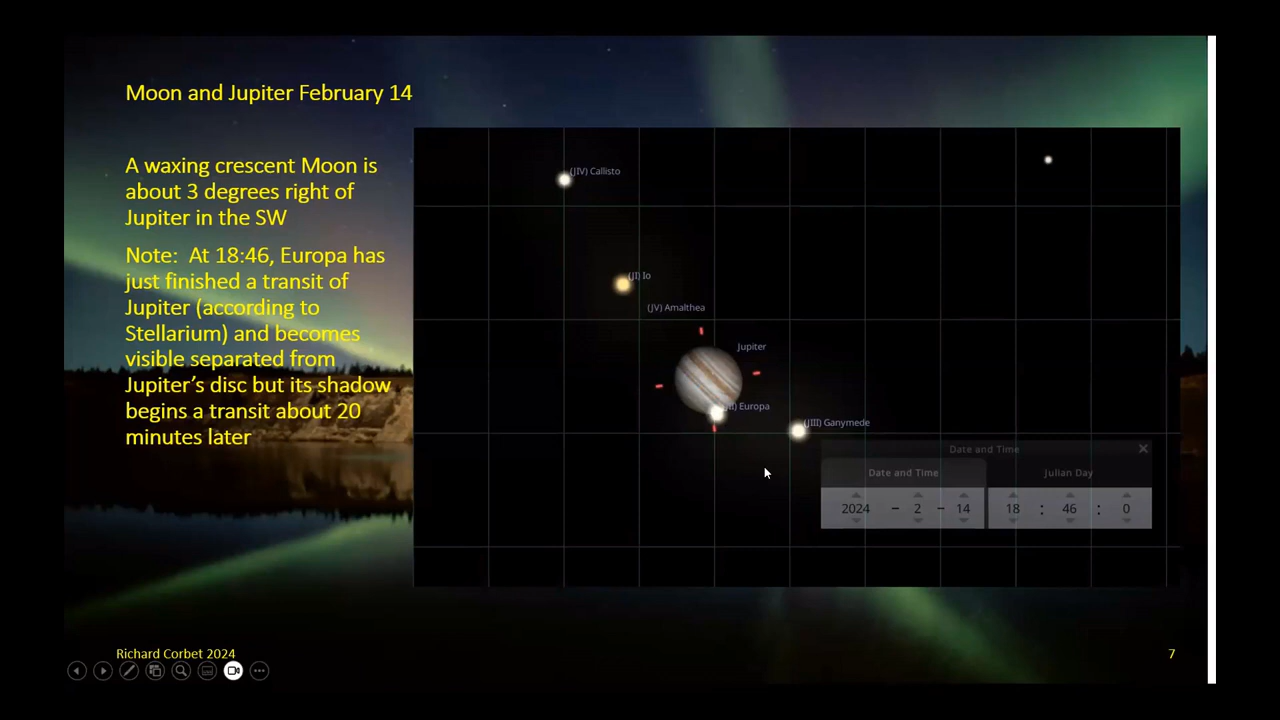 Moon and Jupiter February 14
A waxing crescent Moon is
about 3 degrees right of
Jupiter in the SW
Note: At 18:46, Europa has
just finished a transit of
Jupiter (according to
Stellarium) and becomes
visible separated from
Jupiter's disc but its shadow
begins a transit about 20
minutes later
(JIV) Callisto
(JI) Io
(JV) Amalthea
Jupiter
Europa
(JIII) Ganymede
Date and Time
Date and Time
Julian Day
2024 - 2 - 14 18 : 46 : 0
Richard Corbet 2024
7